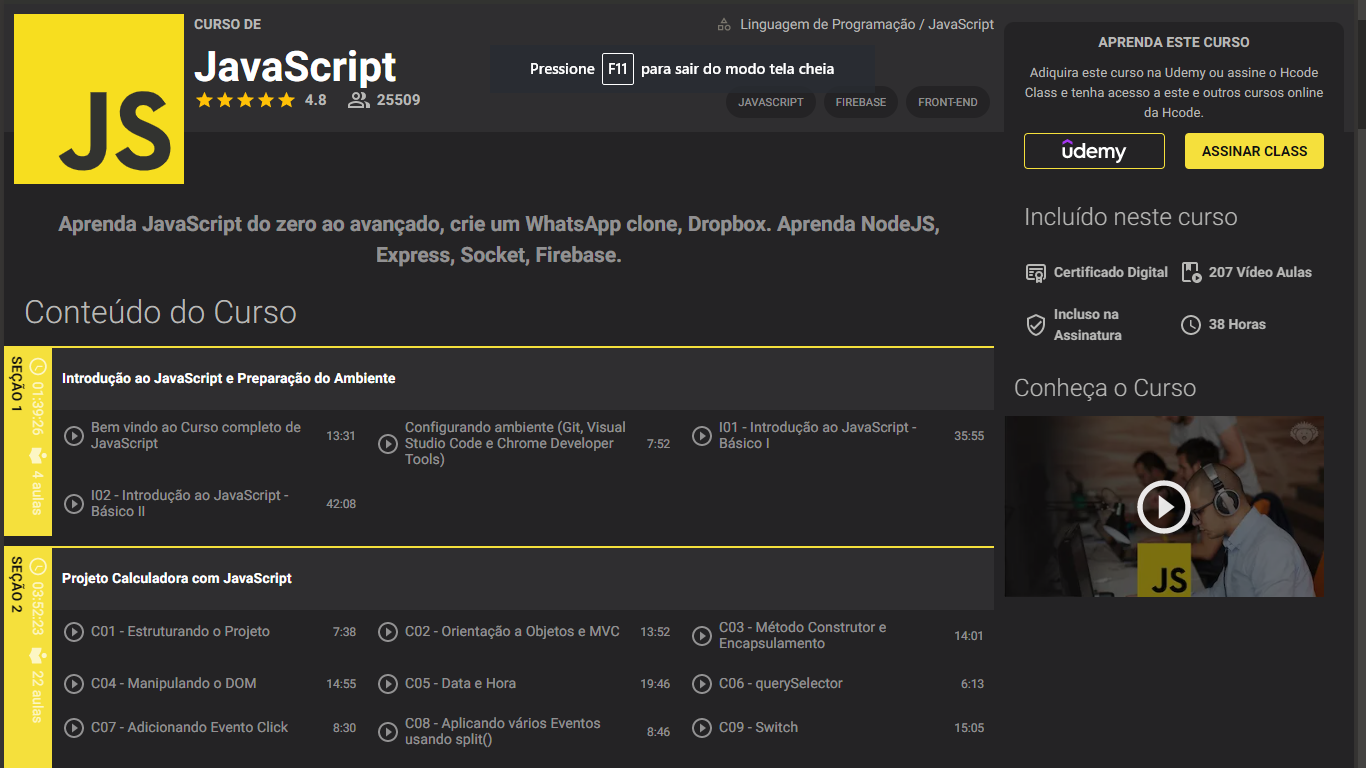 JS
CURSO DE
JavaScript
4.8 25509
Linguagem de Programação / JavaScript
Pressione F11 para sair do modo tela cheia
JAVASCRIPT FIREBASE FRONT-END
APRENDA ESTE CURSO
Adiquira este curso na Udemy ou assine o Hcode
Class e tenha acesso a este e outros cursos online
da Hcode.
udemy ASSINAR CLASS
Aprenda JavaScript do zero ao avançado, crie um WhatsApp clone, Dropbox. Aprenda NodeJS,
Express, Socket, Firebase.
Incluído neste curso
Certificado Digital 207 Vídeo Aulas
Incluso na
Assinatura
38 Horas
Conheça o Curso
JS
Conteúdo do Curso
SEÇÃO 1
01:39:26 4 aulas
Introdução ao JavaScript e Preparação do Ambiente
Bem vindo ao Curso completo de
JavaScript
13:31
Configurando ambiente (Git, Visual
Studio Code e Chrome Developer
Tools)
7:52
I01 - Introdução ao JavaScript -
Básico I
35:55
I02 - Introdução ao JavaScript -
Básico II
42:08
SEÇÃO 2
03:52:23 22 aulas
Projeto Calculadora com JavaScript
C01 - Estruturando o Projeto 7:38
C02 - Orientação a Objetos e MVC 13:52
C03 - Método Construtor e
Encapsulamento
14:01
C04 - Manipulando o DOM 14:55
C05 - Data e Hora 19:46
C06 - querySelector 6:13
C07 - Adicionando Evento Click 8:30
C08 - Aplicando vários Eventos
usando split()
8:46
C09 - Switch 15:05